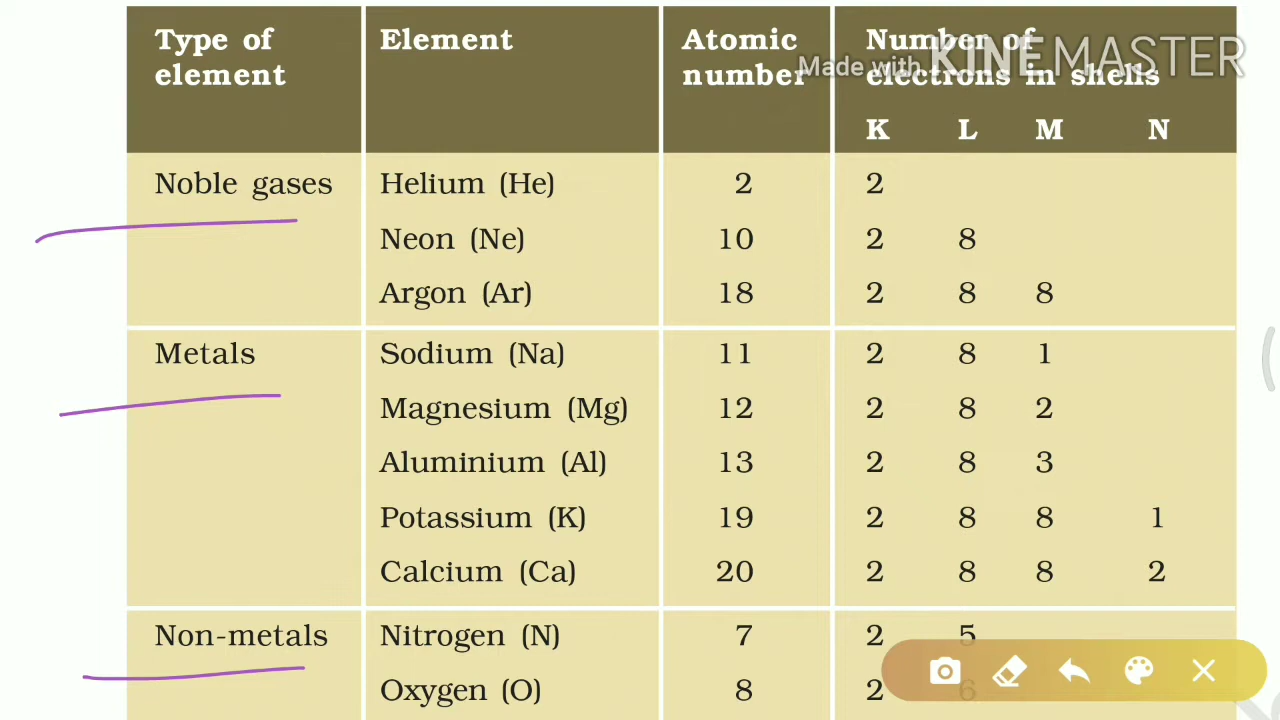 Type of element Element Atomic number Number of electrons in shells
K L M N
Made with KINEMASTER
Noble gases Helium (He) 2 2
Neon (Ne) 10 2 8
Argon (Ar) 18 2 8 8
Metals Sodium (Na) 11 2 8 1
Magnesium (Mg) 12 2 8 2
Aluminium (Al) 13 2 8 3
Potassium (K) 19 2 8 8 1
Calcium (Ca) 20 2 8 8 2
Non-metals Nitrogen (N) 7 2 5
Oxygen (O) 8 2 6